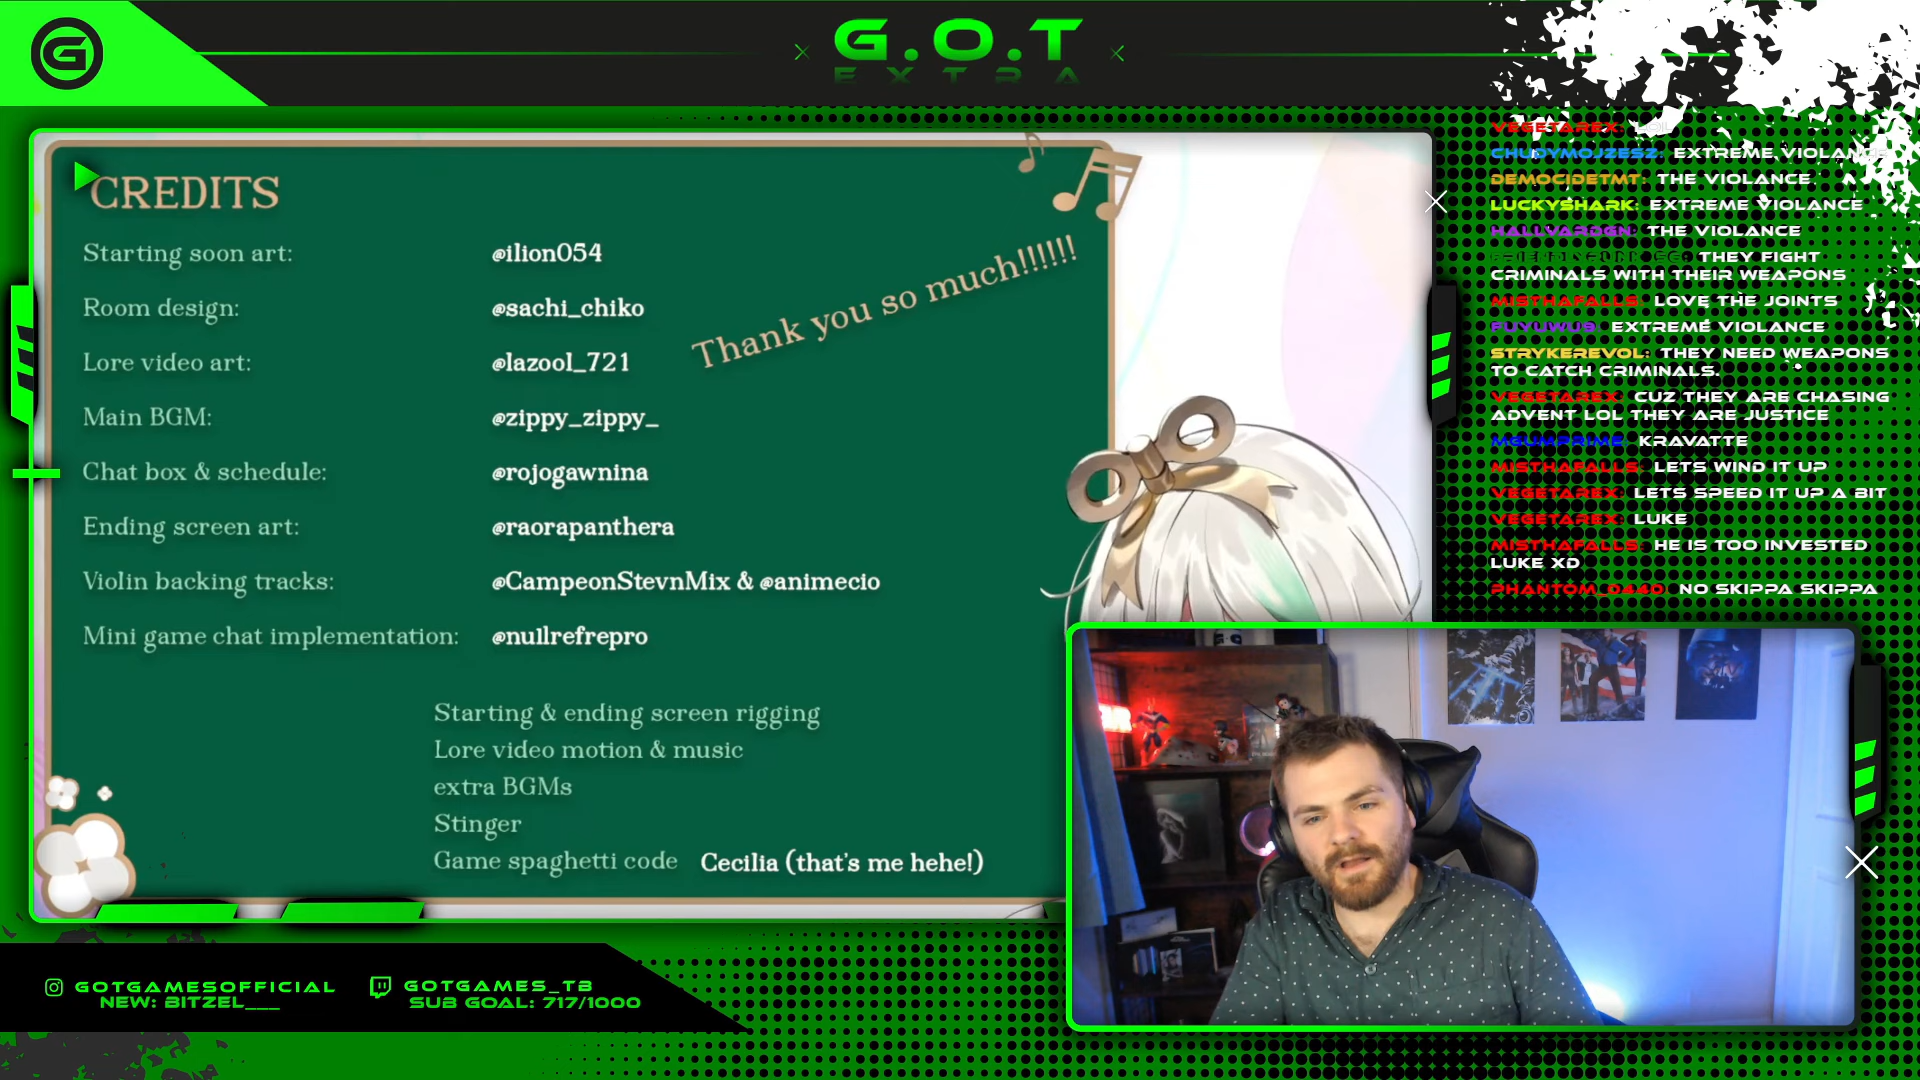 G.O.T
EXTRA
CREDITS
Starting soon art: @ilion054
Room design: @sachi_chiko
Lore video art: @lazool_721
Main BGM: @zippy_zippy_
Chat box & schedule: @rojogawnina
Ending screen art: @raorapanthera
Violin backing tracks: @CampeonStevnMix & @animecio
Mini game chat implementation: @nullrefrepro
Thank you so much!!!!!!
Starting & ending screen rigging
Lore video motion & music
extra BGMs
Stinger
Game spaghetti code Cecilia (that's me hehe!)
VEGETAREX:
CHUDYMOJZESZ: EXTREME VIOLANCE
DEMOCIDETMT: THE VIOLANCE
LUCKYSHARK: EXTREME VIOLANCE
HALLVARDGN: THE VIOLANCE
THEY FIGHT
CRIMINALS WITH THEIR WEAPONS
MISTHAFALLS: LOVE THE JOINTS
FUYUWU9: EXTREME VIOLANCE
STRYKEREVOL: THEY NEED WEAPONS
TO CATCH CRIMINALS.
VEGETAREX: CUZ THEY ARE CHASING
ADVENT LOL THEY ARE JUSTICE
MGUMPRIME: KRAVATTE
MISTHAFALLS: LETS WIND IT UP
VEGETAREX: LETS SPEED IT UP A BIT
VEGETAREX: LUKE
MISTHAFALLS: HE IS TOO INVESTED
LUKE XD
PHANTOM_0440: NO SKIPPA SKIPPA
GOTGAMESOFFICIAL
NEW: BITZEL___
GOTGAMES_TB
SUB GOAL: 717/1000